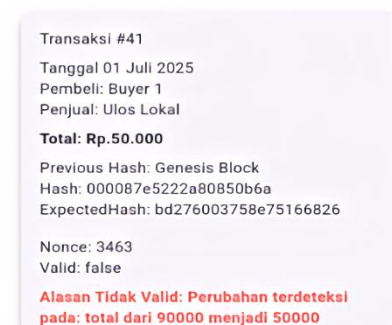 Transaksi #41
Tanggal 01 Juli 2025
Pembeli: Buyer 1
Penjual: Ulos Lokal
Total: Rp.50.000
Previous Hash: Genesis Block
Hash: 000087e5222a80850b6a
ExpectedHash: bd276003758e75166826
Nonce: 3463
Valid: false
Alasan Tidak Valid: Perubahan terdeteksi
pada: total dari 90000 menjadi 50000